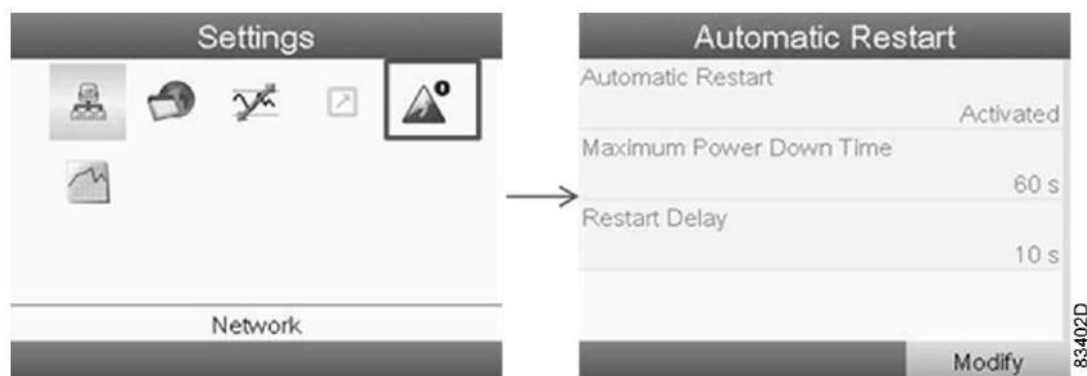 Settings
Network
Automatic Restart
Automatic Restart
Activated
Maximum Power Down Time
60 s
Restart Delay
10 s
Modify
83402D